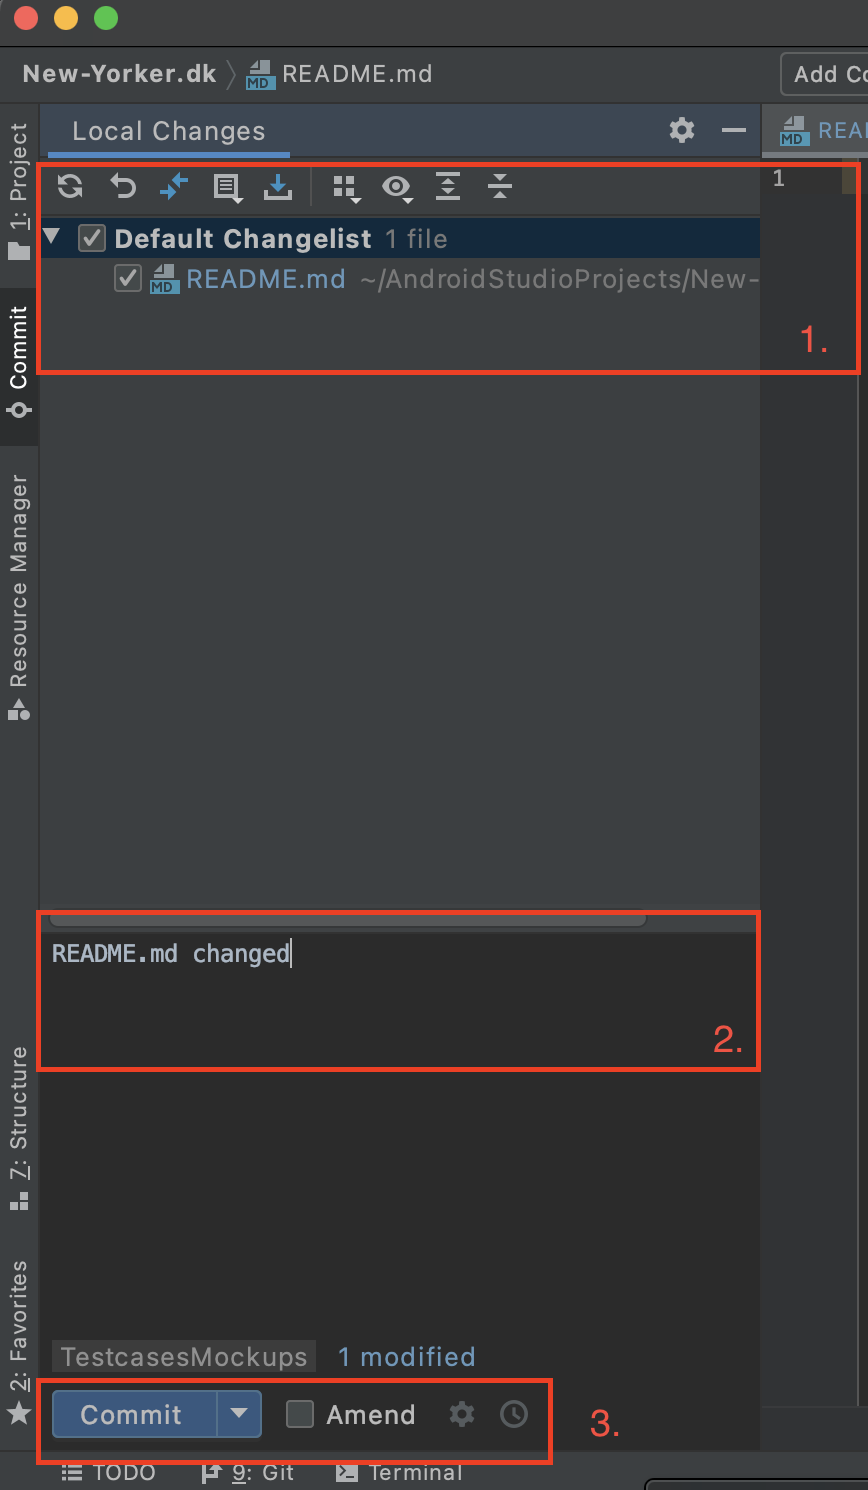 New-Yorker.dk
README.md
Add Co
1: Project
Local Changes
MD REA
1
Default Changelist 1 file
MD README.md ~/AndroidStudioProjects/New-
1.
Commit
Resource Manager
README.md changed
2.
7: Structure
2: Favorites
TestcasesMockups 1 modified
Commit Amend
3.
TODO 9: Git Terminal